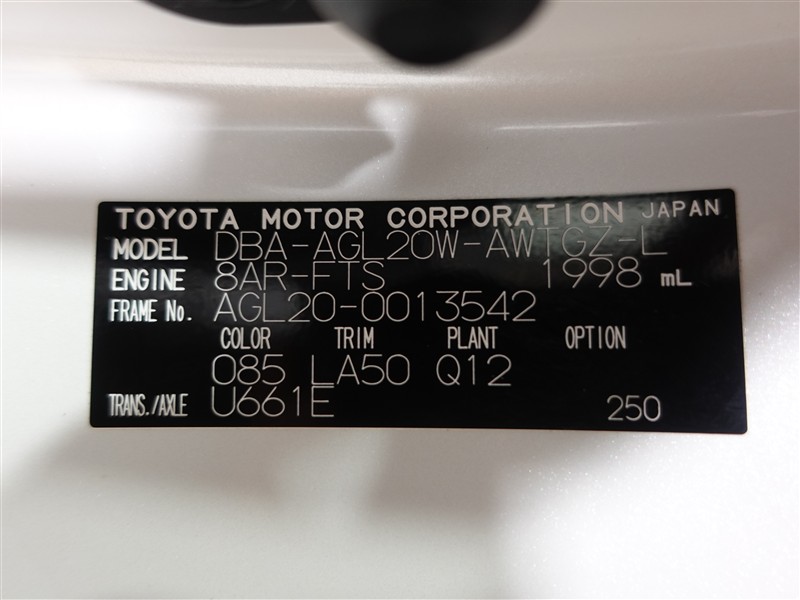 TOYOTA MOTOR CORPORATION JAPAN
MODEL DBA-AGL20W-AWTGZ-L
ENGINE 8AR-FTS 1998 mL
FRAME No. AGL20-0013542
COLOR TRIM PLANT OPTION
085 LA50 Q12
TRANS./AXLE U661E 250